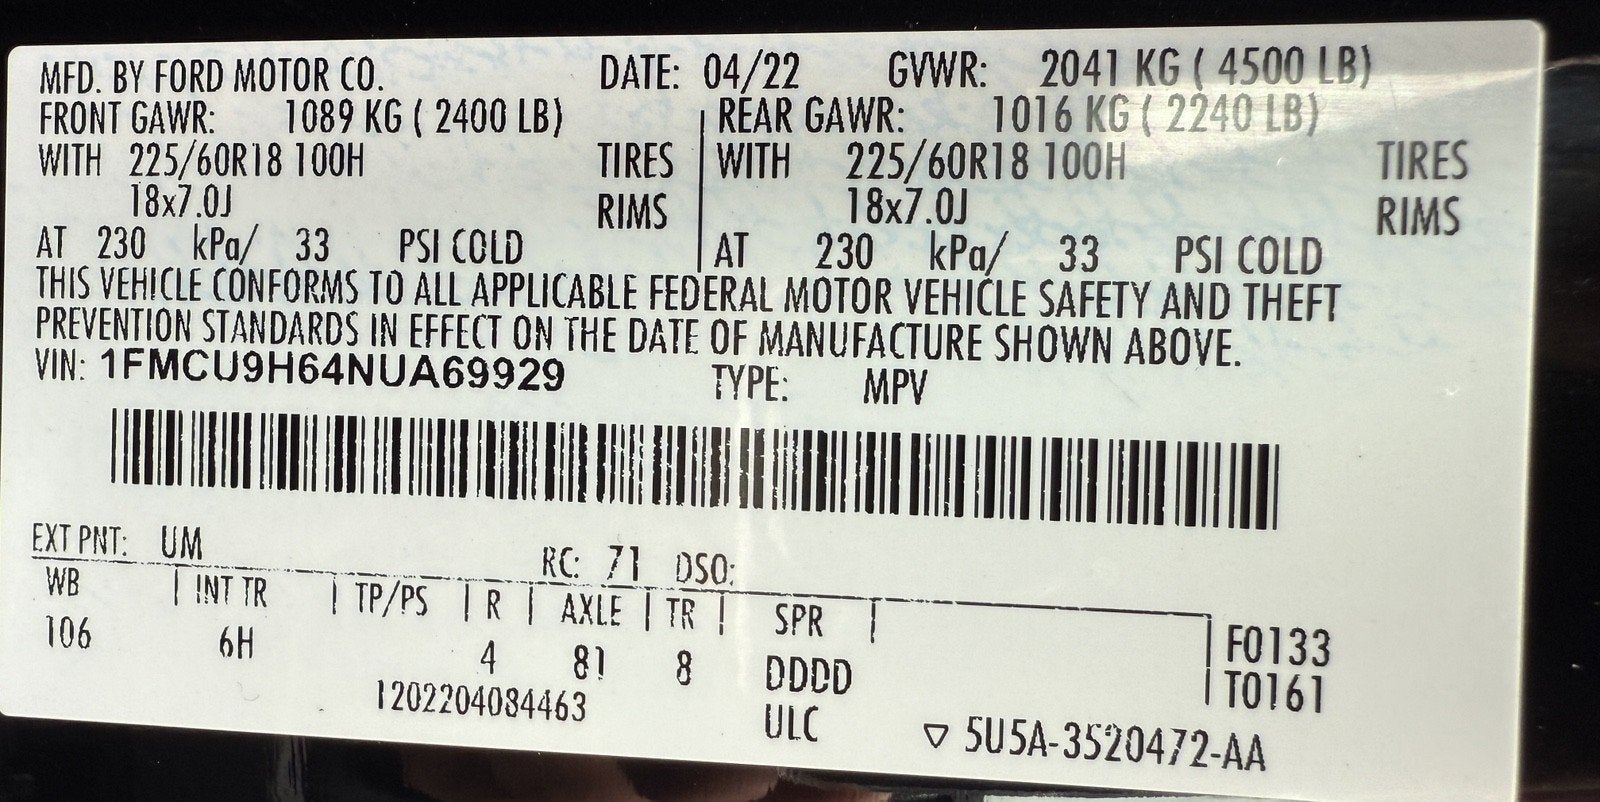 MFD. BY FORD MOTOR CO. DATE: 04/22 GVWR: 2041 KG ( 4500 LB)
FRONT GAWR: 1089 KG ( 2400 LB) REAR GAWR: 1016 KG ( 2240 LB)
WITH 225/60R18 100H TIRES WITH 225/60R18 100H TIRES
18x7.0J RIMS 18x7.0J RIMS
AT 230 kPa/ 33 PSI COLD AT 230 kPa/ 33 PSI COLD
THIS VEHICLE CONFORMS TO ALL APPLICABLE FEDERAL MOTOR VEHICLE SAFETY AND THEFT
PREVENTION STANDARDS IN EFFECT ON THE DATE OF MANUFACTURE SHOWN ABOVE.
VIN: 1FMCU9H64NUA69929 TYPE: MPV
EXT PNT: UM RC: 71 DSO:
WB | INT TR | TP/PS | R | AXLE | TR | SPR |
106 6H 4 81 8 DDDD F0133
1202204084463 ULC T0161
▽ 5U5A-3520472-AA